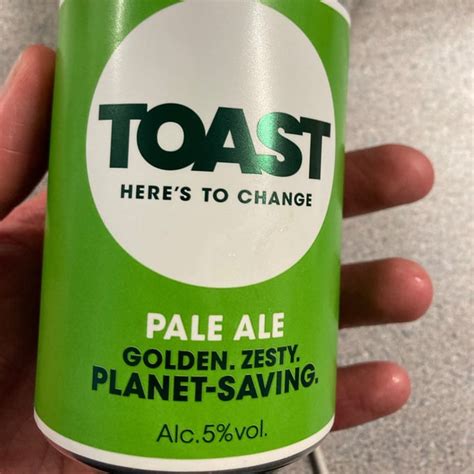 TOAST
HERE'S TO CHANGE
PALE ALE
GOLDEN. ZESTY.
PLANET-SAVING.
Alc.5%vol.